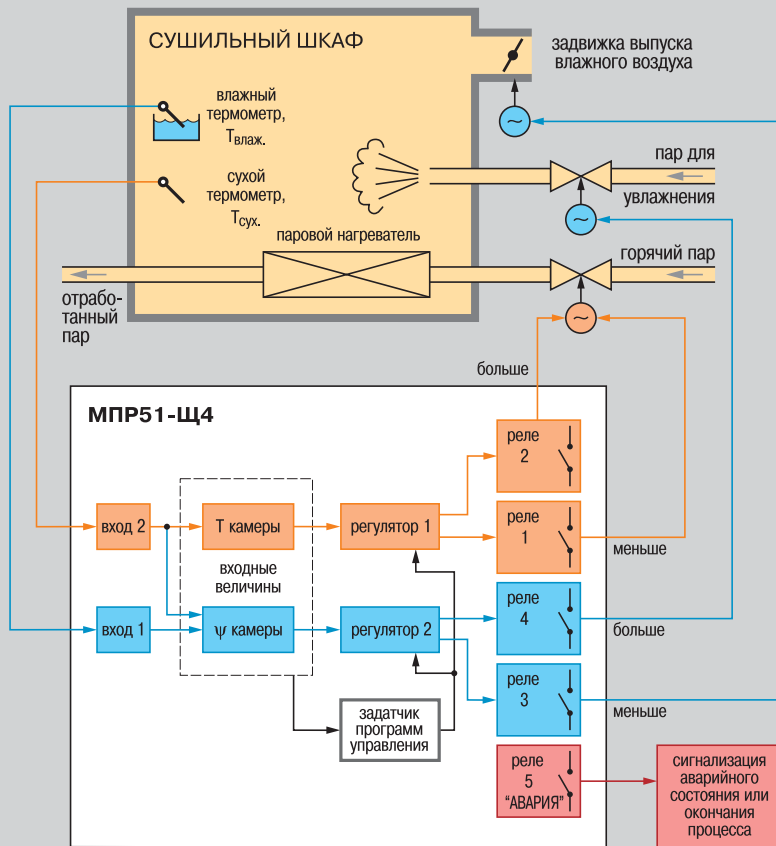 СУШИЛЬНЫЙ ШКАФ
задвижка выпуска
влажного воздуха
влажный
термометр,
Tвлаж.
~
пар для
увлажнения
сухой
термометр,
Tсух.
~
паровой нагреватель
горячий пар
отрабо-
танный
пар
~
больше
МПР51-Щ4
реле
2
вход 2
T камеры
регулятор 1
реле
1
меньше
входные
величины
вход 1
ψ камеры
регулятор 2
реле
4
больше
реле
3
меньше
задатчик
программ
управления
реле
5
"АВАРИЯ"
сигнализация
аварийного
состояния или
окончания
процесса